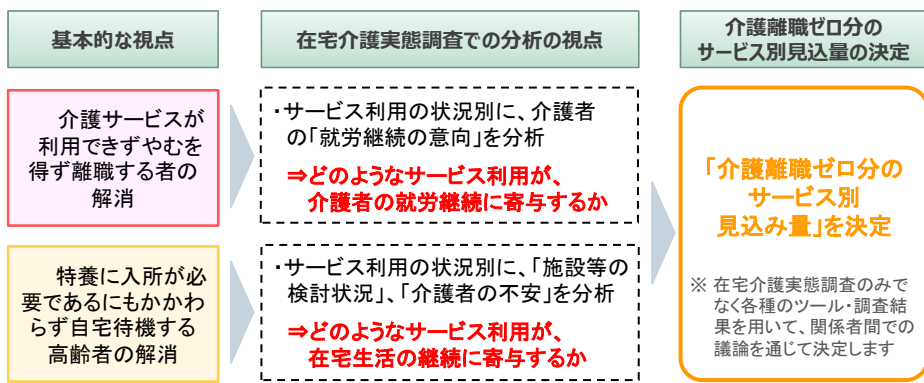 基本的な視点
在宅介護実態調査での分析の視点
介護離職ゼロ分の
サービス別見込量の決定
介護サービスが
利用できずやむを
得ず離職する者の
解消
・サービス利用の状況別に、介護者
の「就労継続の意向」を分析
⇒どのようなサービス利用が、
介護者の就労継続に寄与するか
特養に入所が必
要であるにもかかわ
らず自宅待機する
高齢者の解消
・サービス利用の状況別に、「施設等の
検討状況」、「介護者の不安」を分析
⇒どのようなサービス利用が、
在宅生活の継続に寄与するか
「介護離職ゼロ分の
サービス別
見込み量」を決定
※ 在宅介護実態調査のみで
なく各種のツール・調査結
果を用いて、関係者間での
議論を通じて決定します